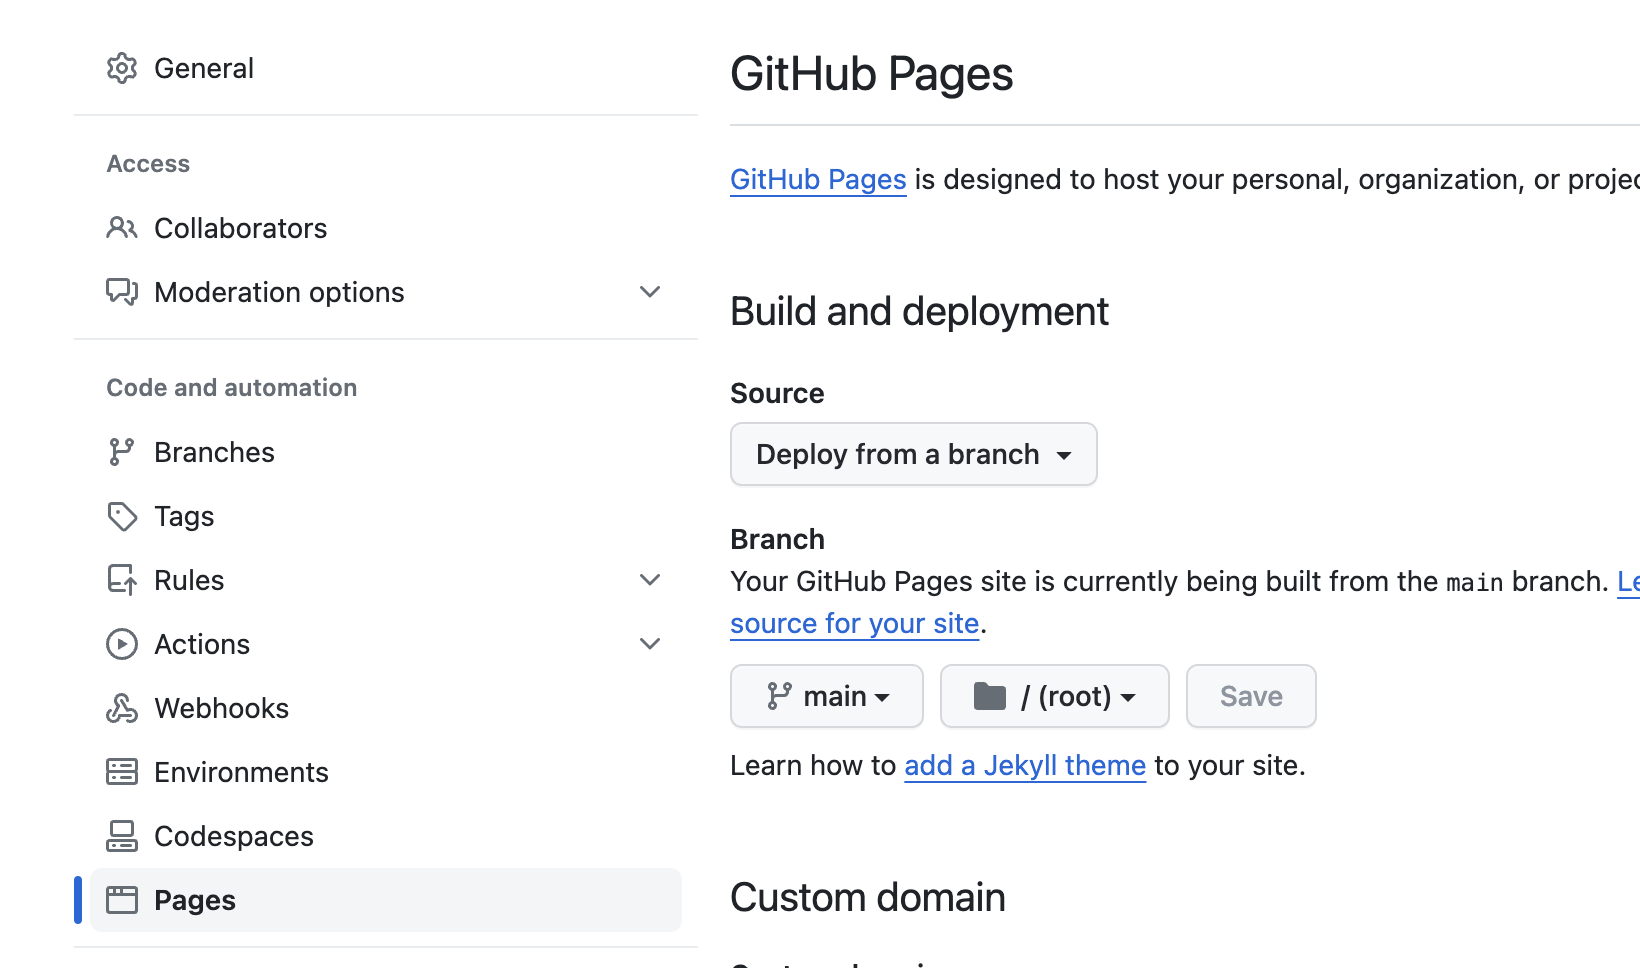 General
Access
Collaborators
Moderation options
Code and automation
Branches
Tags
Rules
Actions
Webhooks
Environments
Codespaces
Pages
GitHub Pages
GitHub Pages is designed to host your personal, organization, or
Build and deployment
Source
Deploy from a branch
Branch
Your GitHub Pages site is currently being built from the main branch.
source for your site.
main
/ (root)
Save
Learn how to add a Jekyll theme to your site.
Custom domain